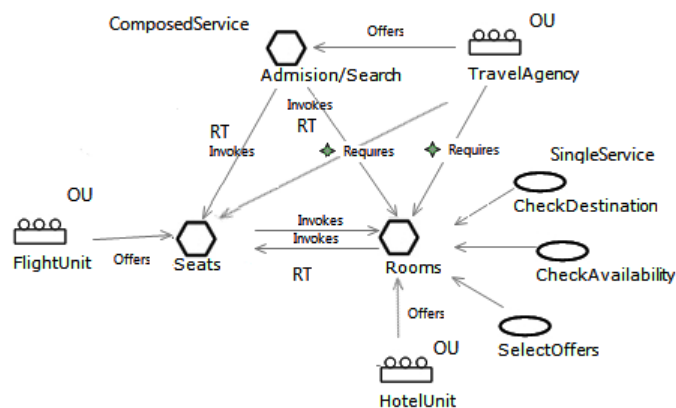 ComposedService
Offers
OU
Admision/Search
TravelAgency
Invokes
RT
RT
Invokes
Requires
Requires
SingleService
OU
CheckDestination
Invokes
Invokes
FlightUnit
Offers
Seats
RT
Rooms
CheckAvailability
Offers
SelectOffers
OU
HotelUnit